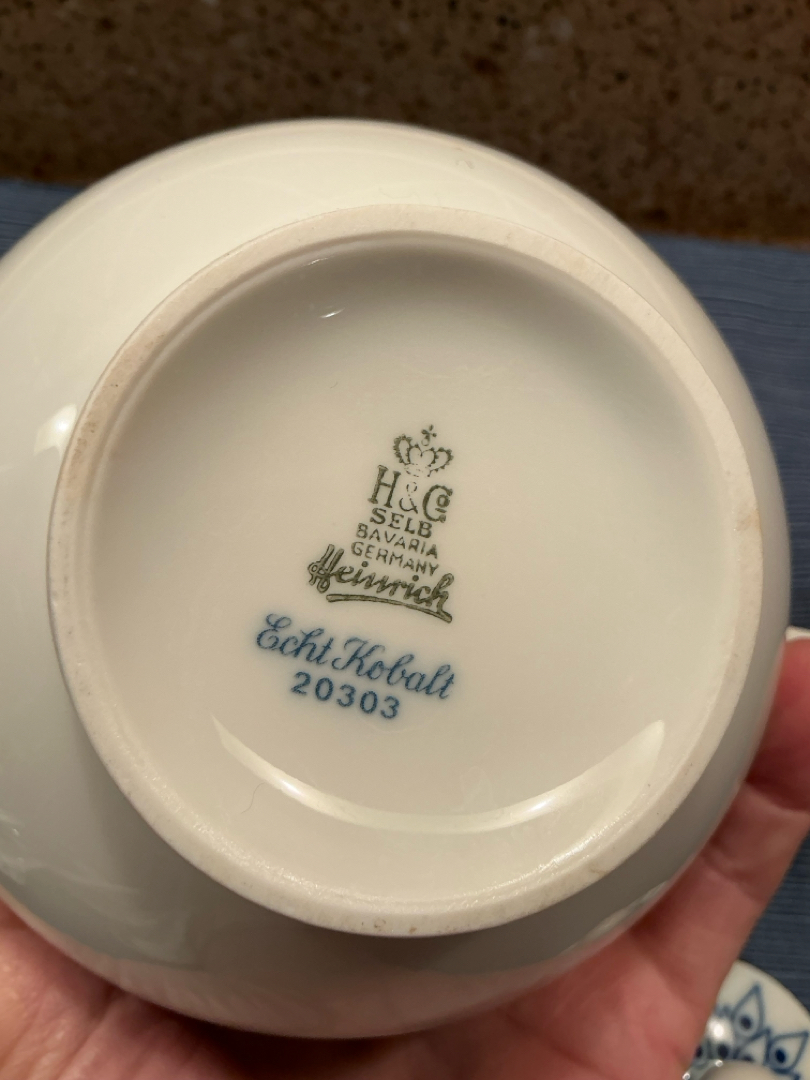 H&Co
SELB
BAVARIA
GERMANY
Heinrich
Echt Kobalt
20303